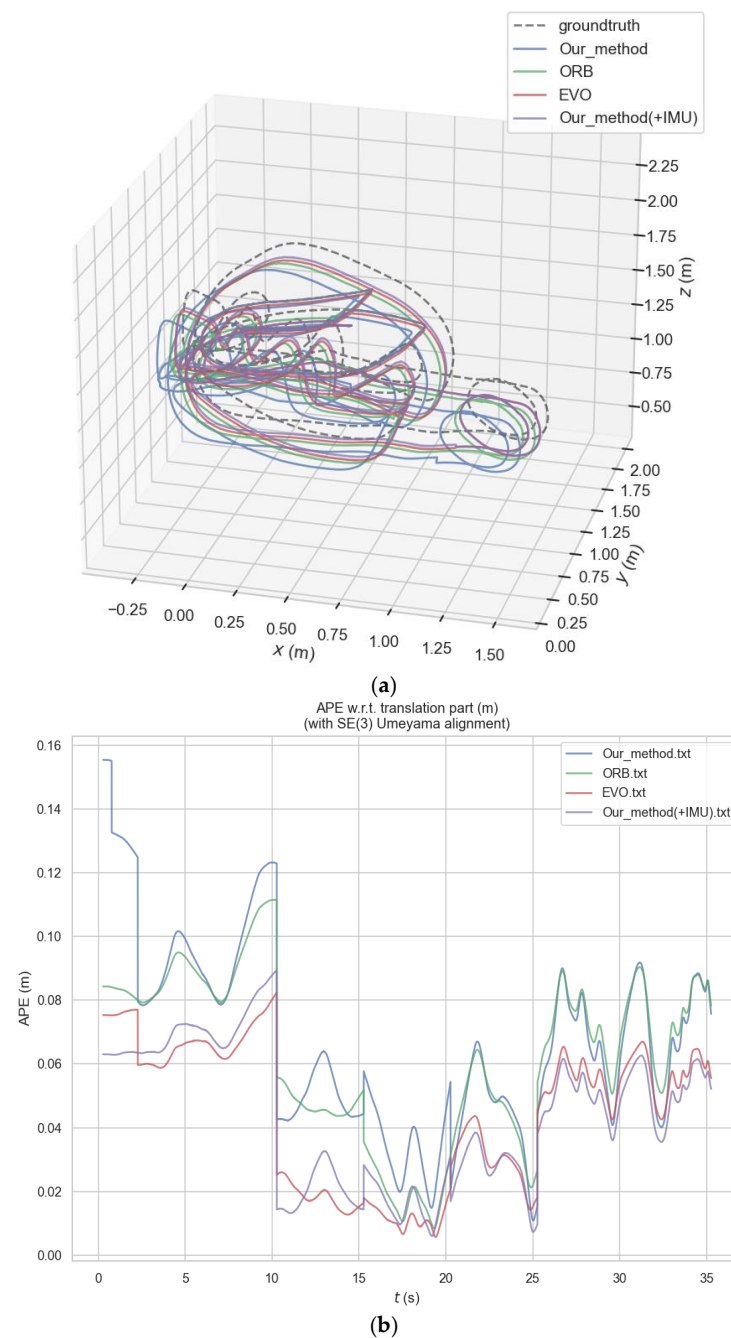 groundtruth
Our_method
ORB
EVO
Our_method(+IMU)
2.25
2.00
1.75
1.50
1.25
1.00
0.75
0.50
z (m)
2.00
1.75
1.50
1.25
1.00
0.75
0.50
0.25
0.00
y (m)
−0.25
0.00
0.25
0.50
0.75
1.00
1.25
1.50
x (m)
(a)
APE w.r.t. translation part (m)
(with SE(3) Umeyama alignment)
Our_method.txt
ORB.txt
EVO.txt
Our_method(+IMU).txt
0.16
0.14
0.12
0.10
0.08
0.06
0.04
0.02
0.00
APE (m)
0 5 10 15 20 25 30 35
t (s)
(b)